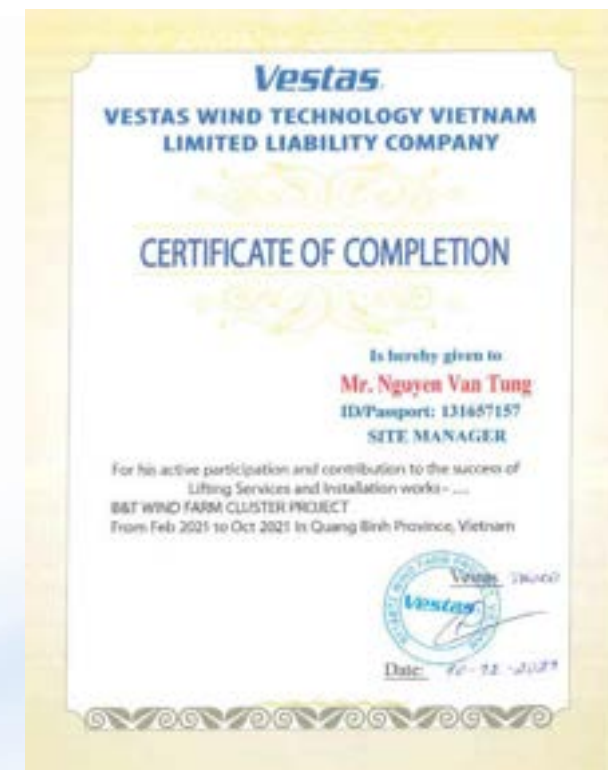 Vestas
VESTAS WIND TECHNOLOGY VIETNAM
LIMITED LIABILITY COMPANY
CERTIFICATE OF COMPLETION
Is hereby given to
Mr. Nguyen Van Tung
ID/Passport: 131657157
SITE MANAGER
For his active participation and contribution to the success of
Lifting Services and Installation works - ....
B&T WIND FARM CLUSTER PROJECT
From Feb 2021 to Oct 2021 In Quang Binh Province, Vietnam
Vestas
Vestas
Date: